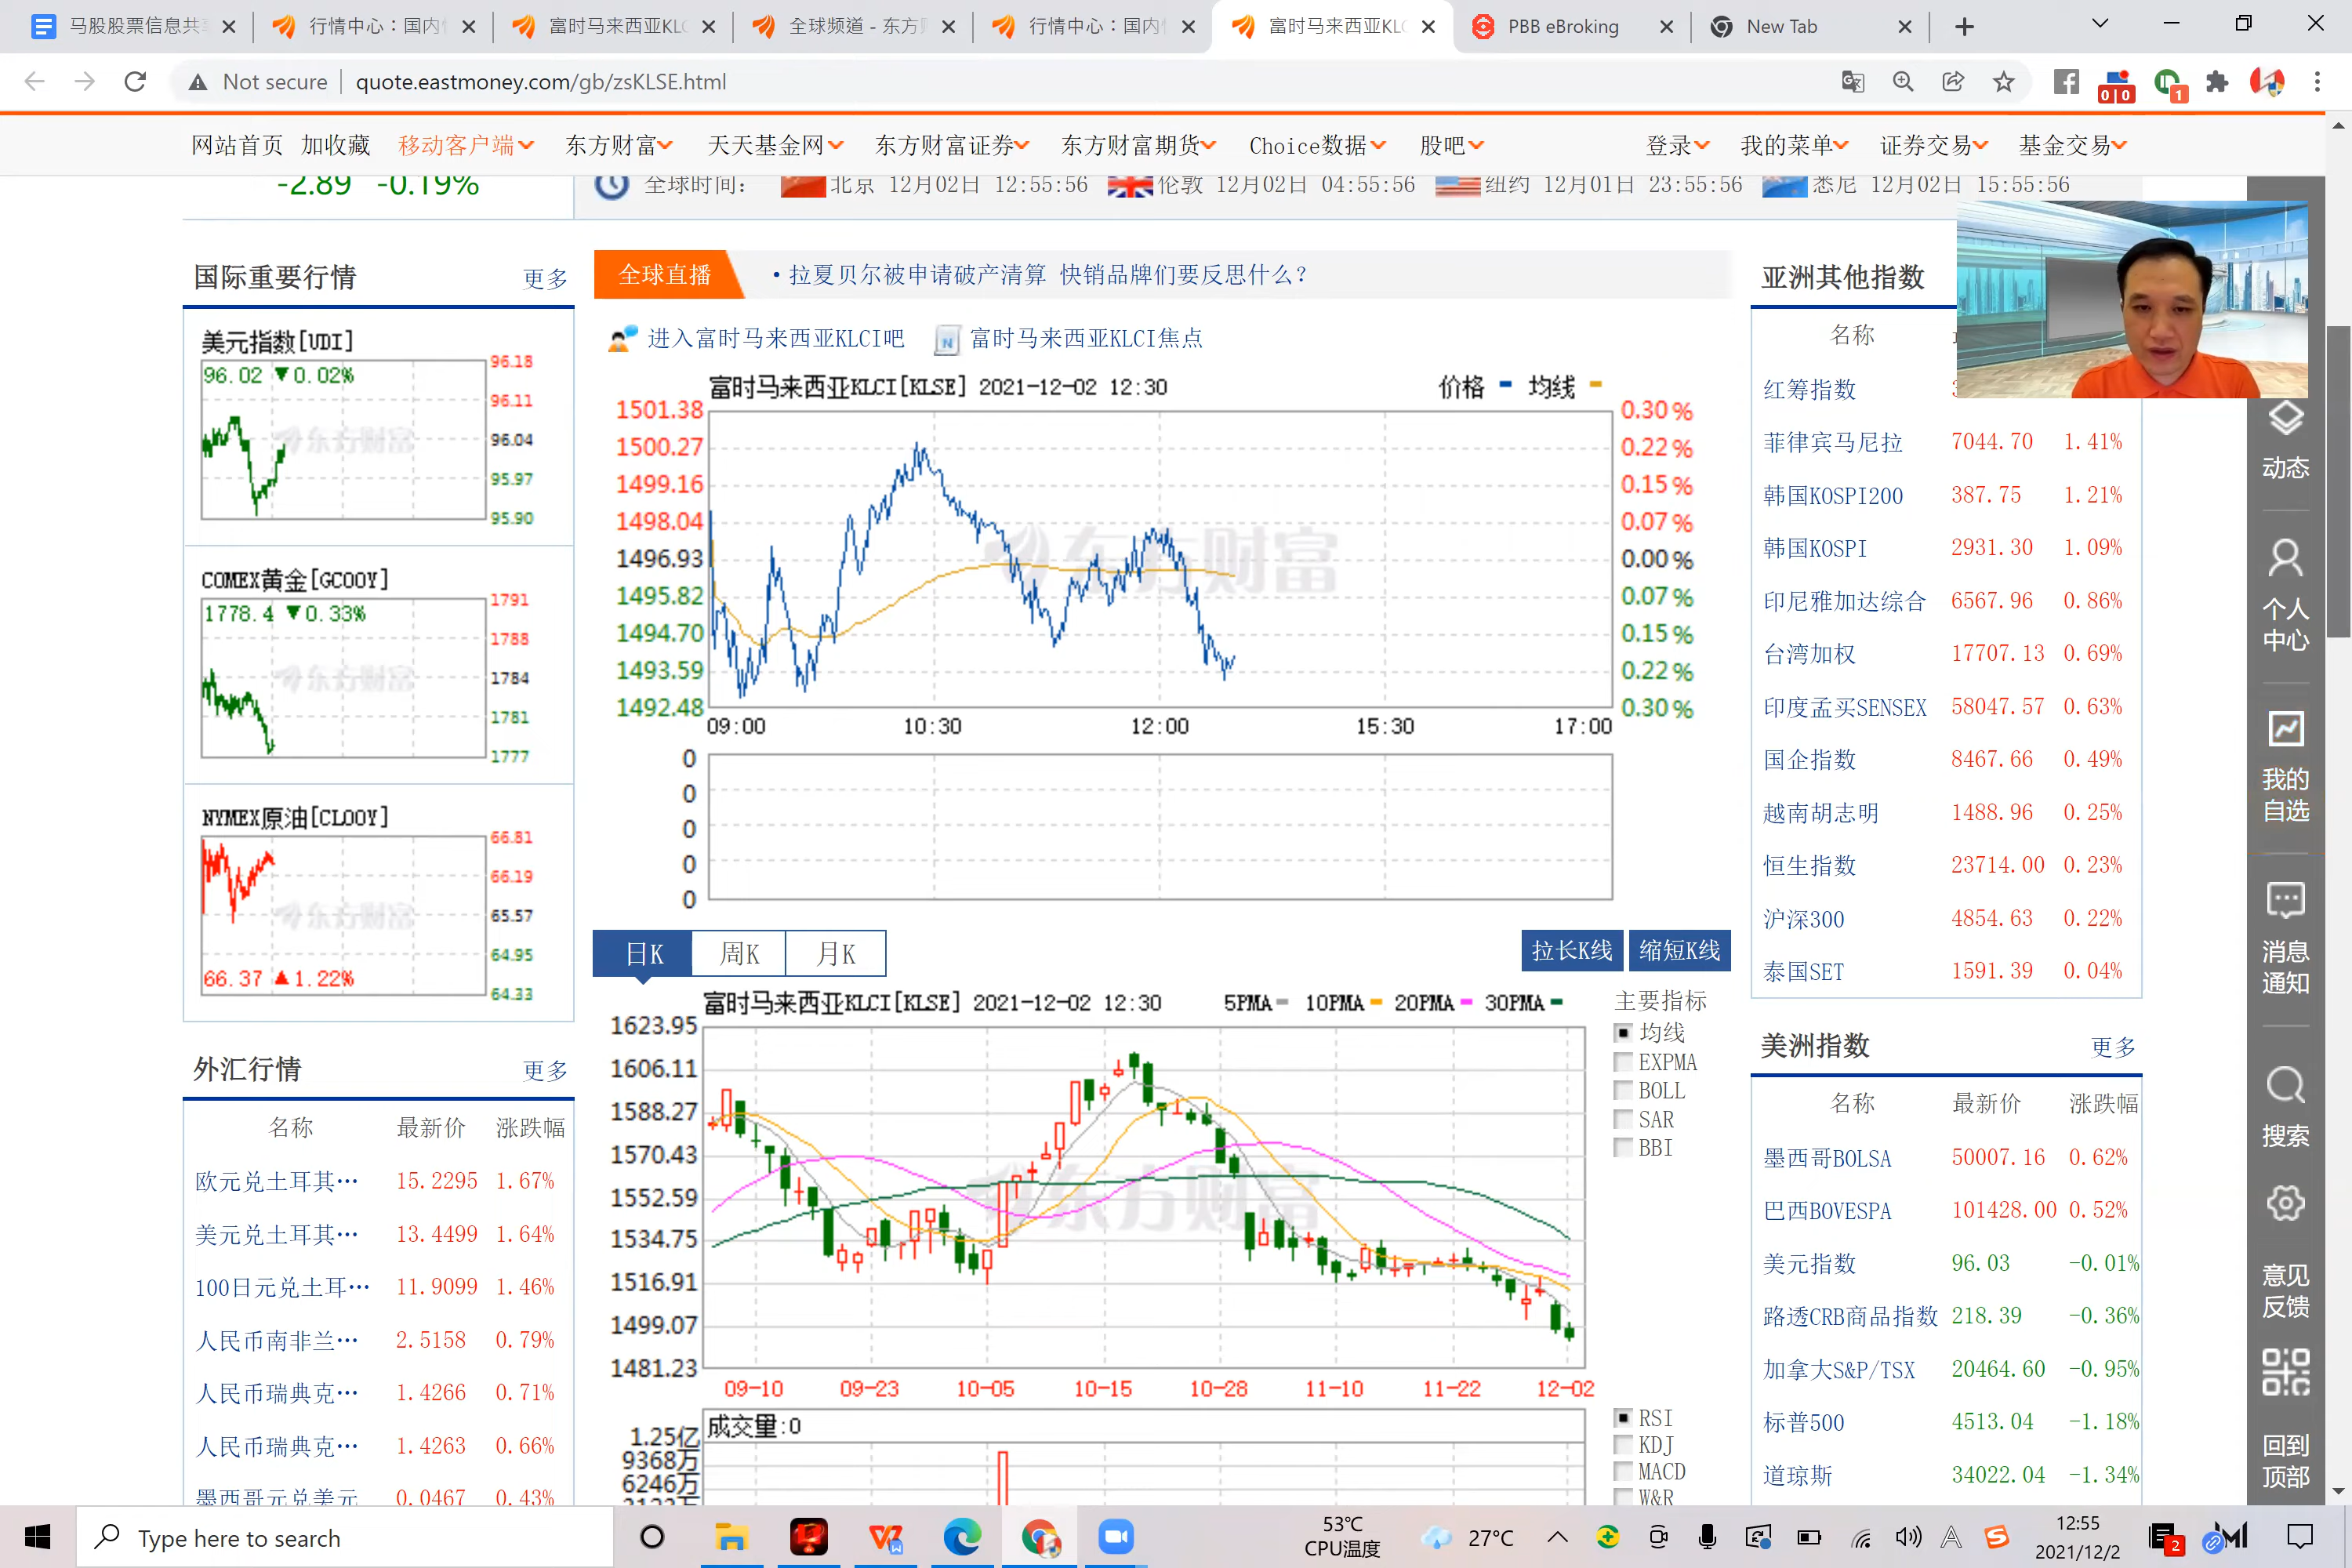 马股股票信息共享
行情中心：国内
富时马来西亚KLC
全球频道 - 东方财
行情中心：国内
富时马来西亚KLC
PBB eBroking
New Tab
Not secure
quote.eastmoney.com/gb/zsKLSE.html
0|0
1
网站首页 加收藏 移动客户端 东方财富 天天基金网 东方财富证券 东方财富期货 Choice数据 股吧 登录 我的菜单 证券交易 基金交易
-2.89 -0.19%
全球时间： 北京 12月02日 12:55:56 伦敦 12月02日 04:55:56 纽约 12月01日 23:55:56 悉尼 12月02日 15:55:56
国际重要行情 更多
美元指数[UDI]
96.02 ▼0.02%
96.18
96.11
96.04
95.97
95.90
东方财富
COMEX黄金[GC00Y]
1778.4 ▼0.33%
1791
1788
1784
1781
1777
东方财富
NYMEX原油[CL00Y]
66.81
66.19
65.57
64.95
64.33
东方财富
66.37 ▲1.22%
外汇行情 更多
名称 最新价 涨跌幅
欧元兑土耳其… 15.2295 1.67%
美元兑土耳其… 13.4499 1.64%
100日元兑土耳… 11.9099 1.46%
人民币南非兰… 2.5158 0.79%
人民币瑞典克… 1.4266 0.71%
人民币瑞典克… 1.4263 0.66%
墨西哥元兑美元 0.0467 0.43%
全球直播
• 拉夏贝尔被申请破产清算 快销品牌们要反思什么？
进入富时马来西亚KLCI吧 富时马来西亚KLCI焦点
富时马来西亚KLCI[KLSE] 2021-12-02 12:30 价格 均线
1501.38 0.30%
1500.27 0.22%
1499.16 0.15%
1498.04 0.07%
1496.93 0.00%
1495.82 0.07%
1494.70 0.15%
1493.59 0.22%
1492.48 0.30%
东方财富
09:00 10:30 12:00 15:30 17:00
0
0
0
0
0
日K 周K 月K 拉长K线 缩短K线
富时马来西亚KLCI[KLSE] 2021-12-02 12:30 5PMA 10PMA 20PMA 30PMA
1623.95
1606.11
1588.27
1570.43
1552.59
1534.75
1516.91
1499.07
1481.23
东方财富
09-10 09-23 10-05 10-15 10-28 11-10 11-22 12-02
主要指标
均线
EXPMA
BOLL
SAR
BBI
成交量:0
1.25亿
9368万
6246万
RSI
KDJ
MACD
W&R
亚洲其他指数
名称
红筹指数
菲律宾马尼拉 7044.70 1.41%
韩国KOSPI200 387.75 1.21%
韩国KOSPI 2931.30 1.09%
印尼雅加达综合 6567.96 0.86%
台湾加权 17707.13 0.69%
印度孟买SENSEX 58047.57 0.63%
国企指数 8467.66 0.49%
越南胡志明 1488.96 0.25%
恒生指数 23714.00 0.23%
沪深300 4854.63 0.22%
泰国SET 1591.39 0.04%
美洲指数 更多
名称 最新价 涨跌幅
墨西哥BOLSA 50007.16 0.62%
巴西BOVESPA 101428.00 0.52%
美元指数 96.03 -0.01%
路透CRB商品指数 218.39 -0.36%
加拿大S&P/TSX 20464.60 -0.95%
标普500 4513.04 -1.18%
道琼斯 34022.04 -1.34%
动态
个人
中心
我的
自选
消息
通知
搜索
意见
反馈
回到
顶部
Type here to search
53℃
CPU温度
27°C
12:55
2021/12/2
2